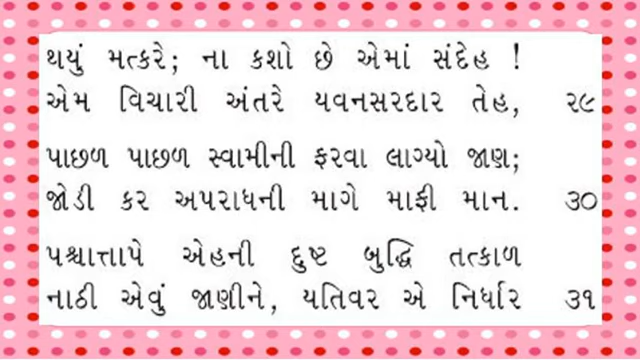 થયું મત્કરે; ના કશો છે એમાં સંદેહ !
એમ વિચારી અંતરે યવનસરદાર તેહ, ૨૯
પાછળ પાછળ સ્વામીની ફરવા લાગ્યો જાણ;
જોડી કર અપરાધની માગે માફી માન. ૩૦
પશ્ચાત્તાપે એહની દુષ્ટ બુદ્ધિ તત્કાળ
નાઠી એવું જાણીને, યતિવર એ નિર્ધાર ૩૧